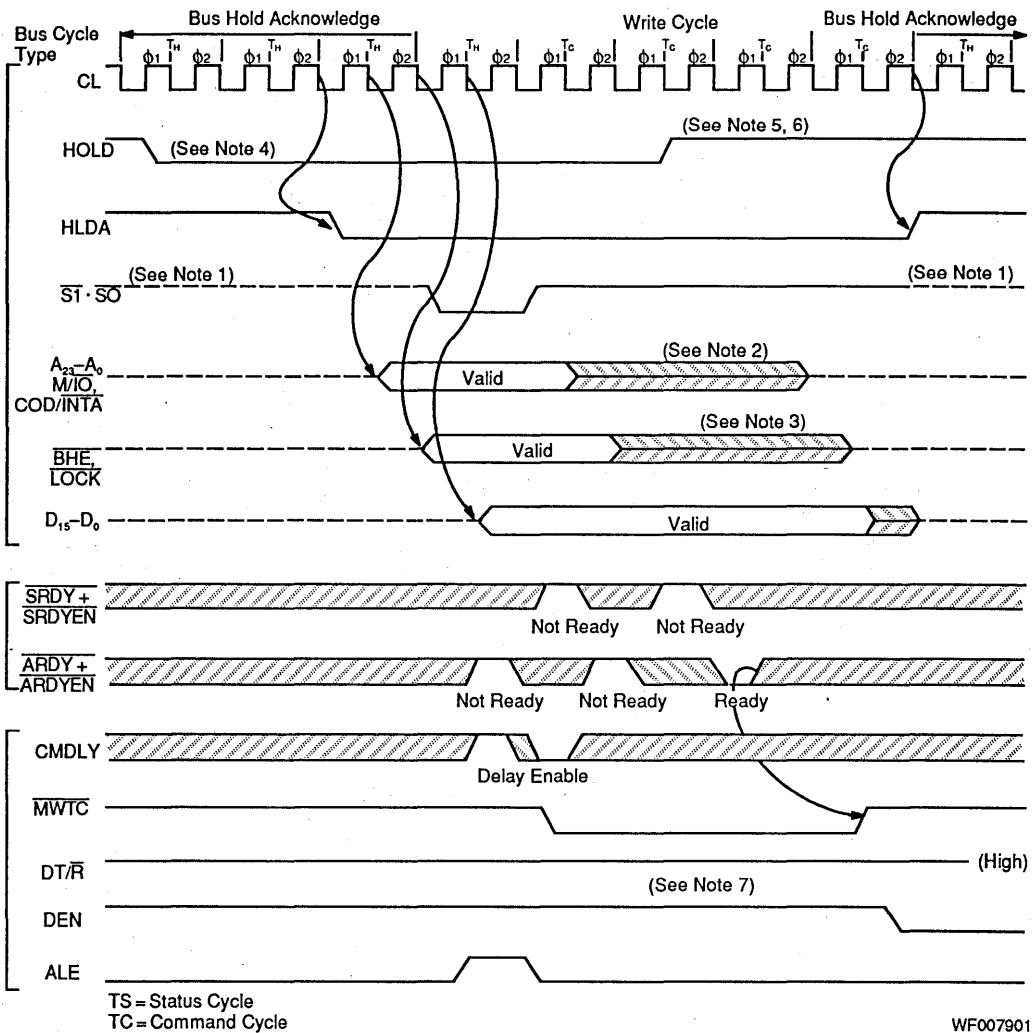 Bus Hold Acknowledge
Write Cycle
Bus Hold Acknowledge
Bus Cycle Type
TH TH TH TH TC TC TC TC TH
ϕ1 ϕ2 ϕ1 ϕ2 ϕ1 ϕ2 ϕ1 ϕ2 ϕ1 ϕ2 ϕ1 ϕ2 ϕ1 ϕ2 ϕ1 ϕ2 ϕ1 ϕ2
CL
HOLD
(See Note 4)
(See Note 5, 6)
HLDA
(See Note 1)
(See Note 1)
S1 · SO
A23–A0
M/IO,
COD/INTA
Valid
(See Note 2)
BHE,
LOCK
Valid
(See Note 3)
D15–D0
Valid
SRDY +
SRDYEN
Not Ready Not Ready
ARDY +
ARDYEN
Not Ready Not Ready Ready
CMDLY
Delay Enable
MWTC
DT/R
(High)
(See Note 7)
DEN
ALE
TS = Status Cycle
TC = Command Cycle
WF007901